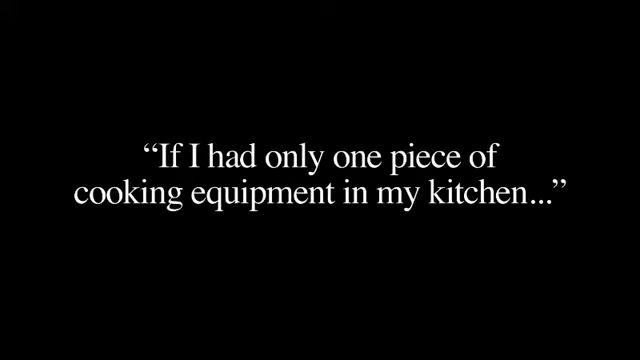 “If I had only one piece of
cooking equipment in my kitchen...”